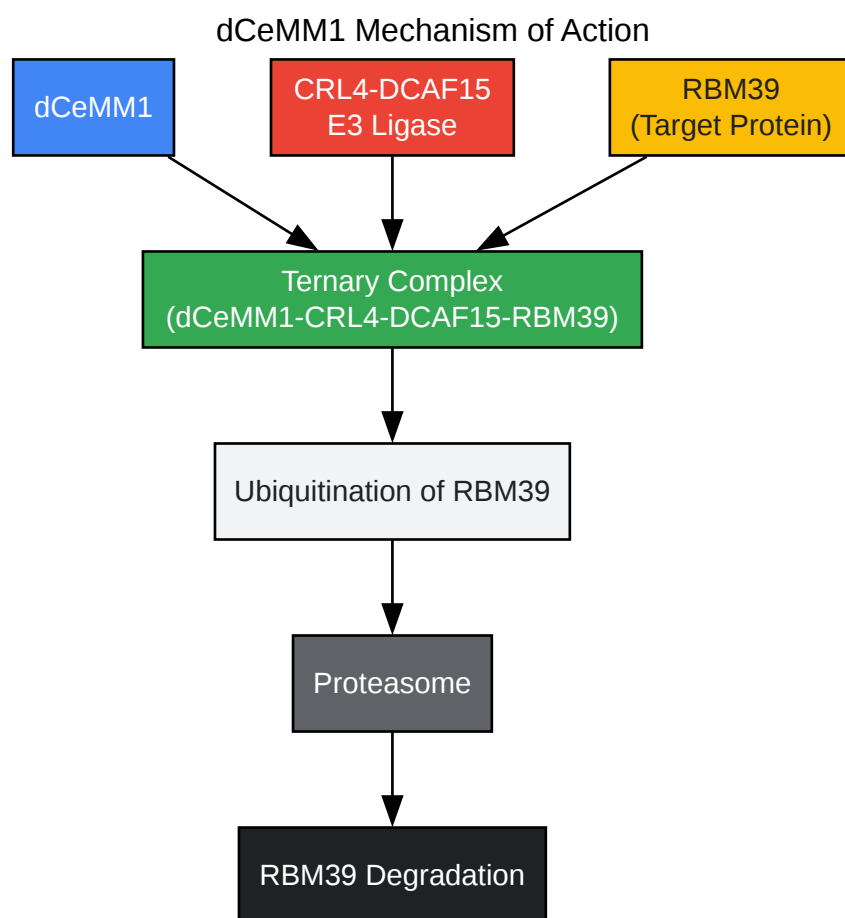 dCeMM1 Mechanism of Action
dCeMM1
CRL4-DCAF15
E3 Ligase
RBM39
(Target Protein)
Ternary Complex
(dCeMM1-CRL4-DCAF15-RBM39)
Ubiquitination of RBM39
Proteasome
RBM39 Degradation